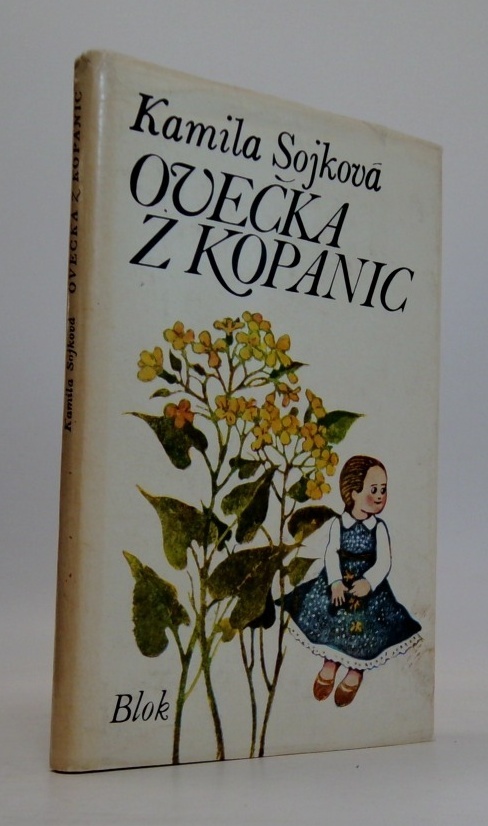 Kamila Sojková
OVEČKA
Z KOPANIC
Blok
Kamila Sojková OVEČKA Z KOPANIC